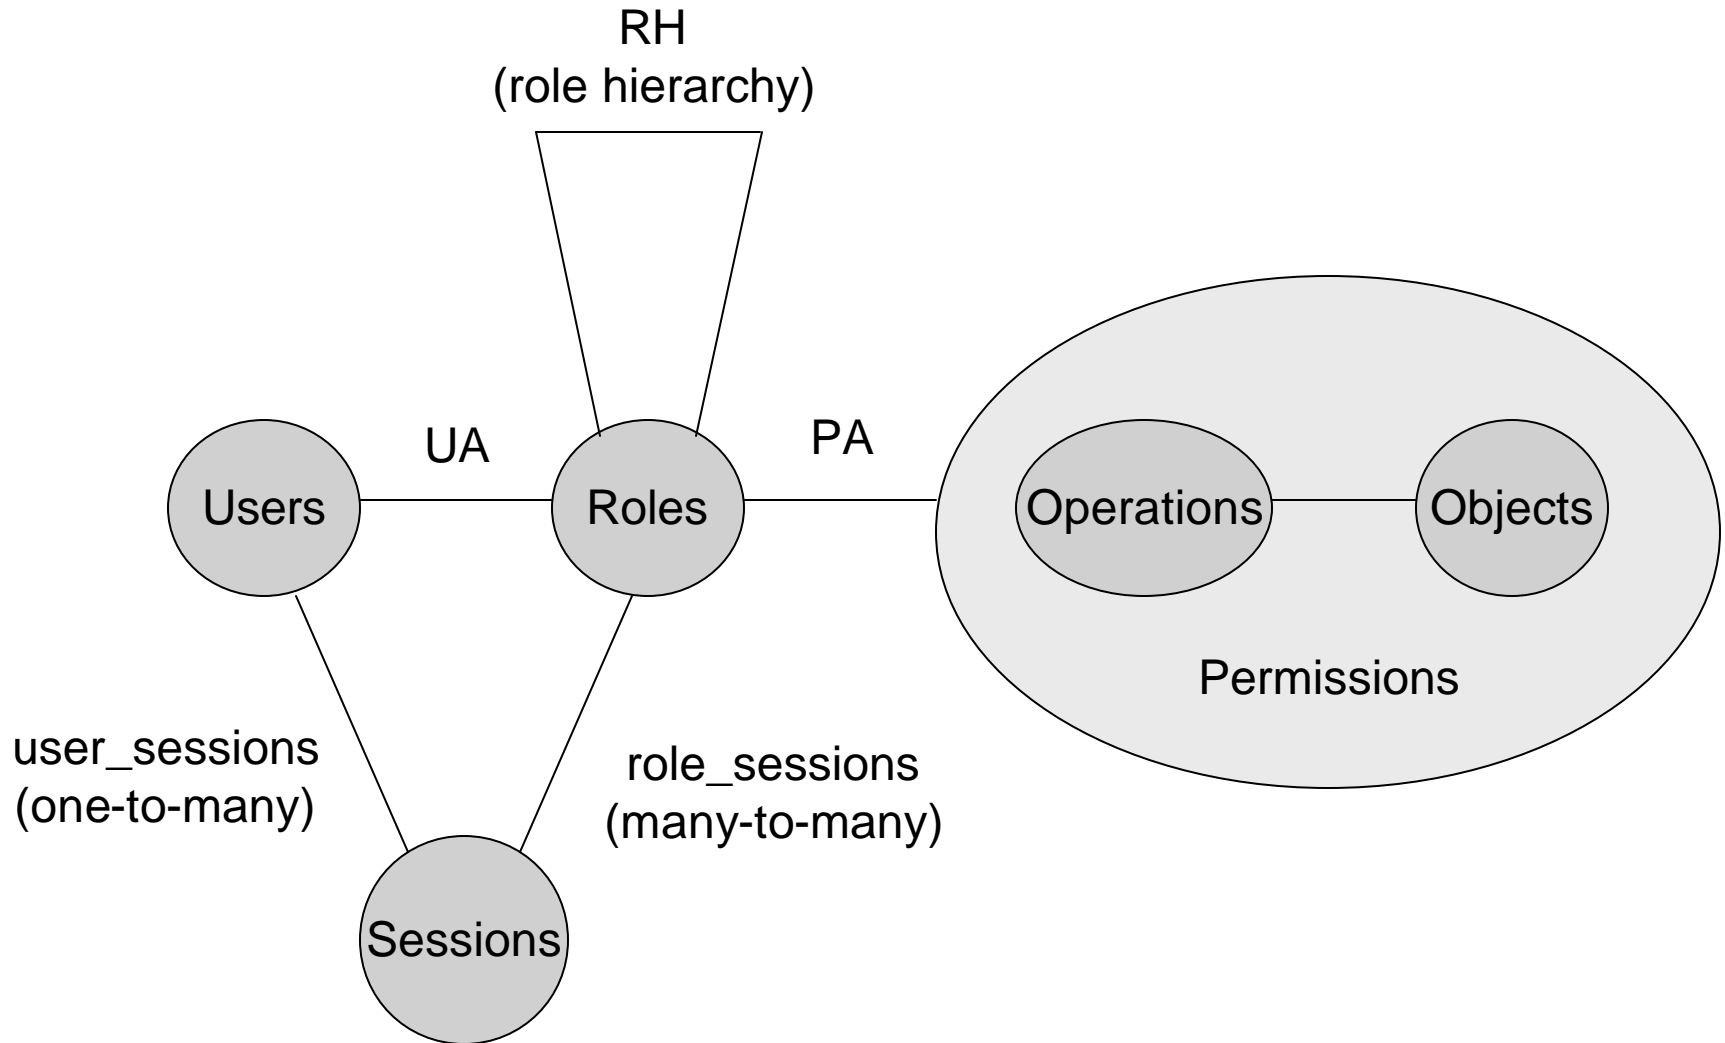 RH
(role hierarchy)
UA
PA
Users
Roles
Operations
Objects
Permissions
user_sessions
(one-to-many)
role_sessions
(many-to-many)
Sessions